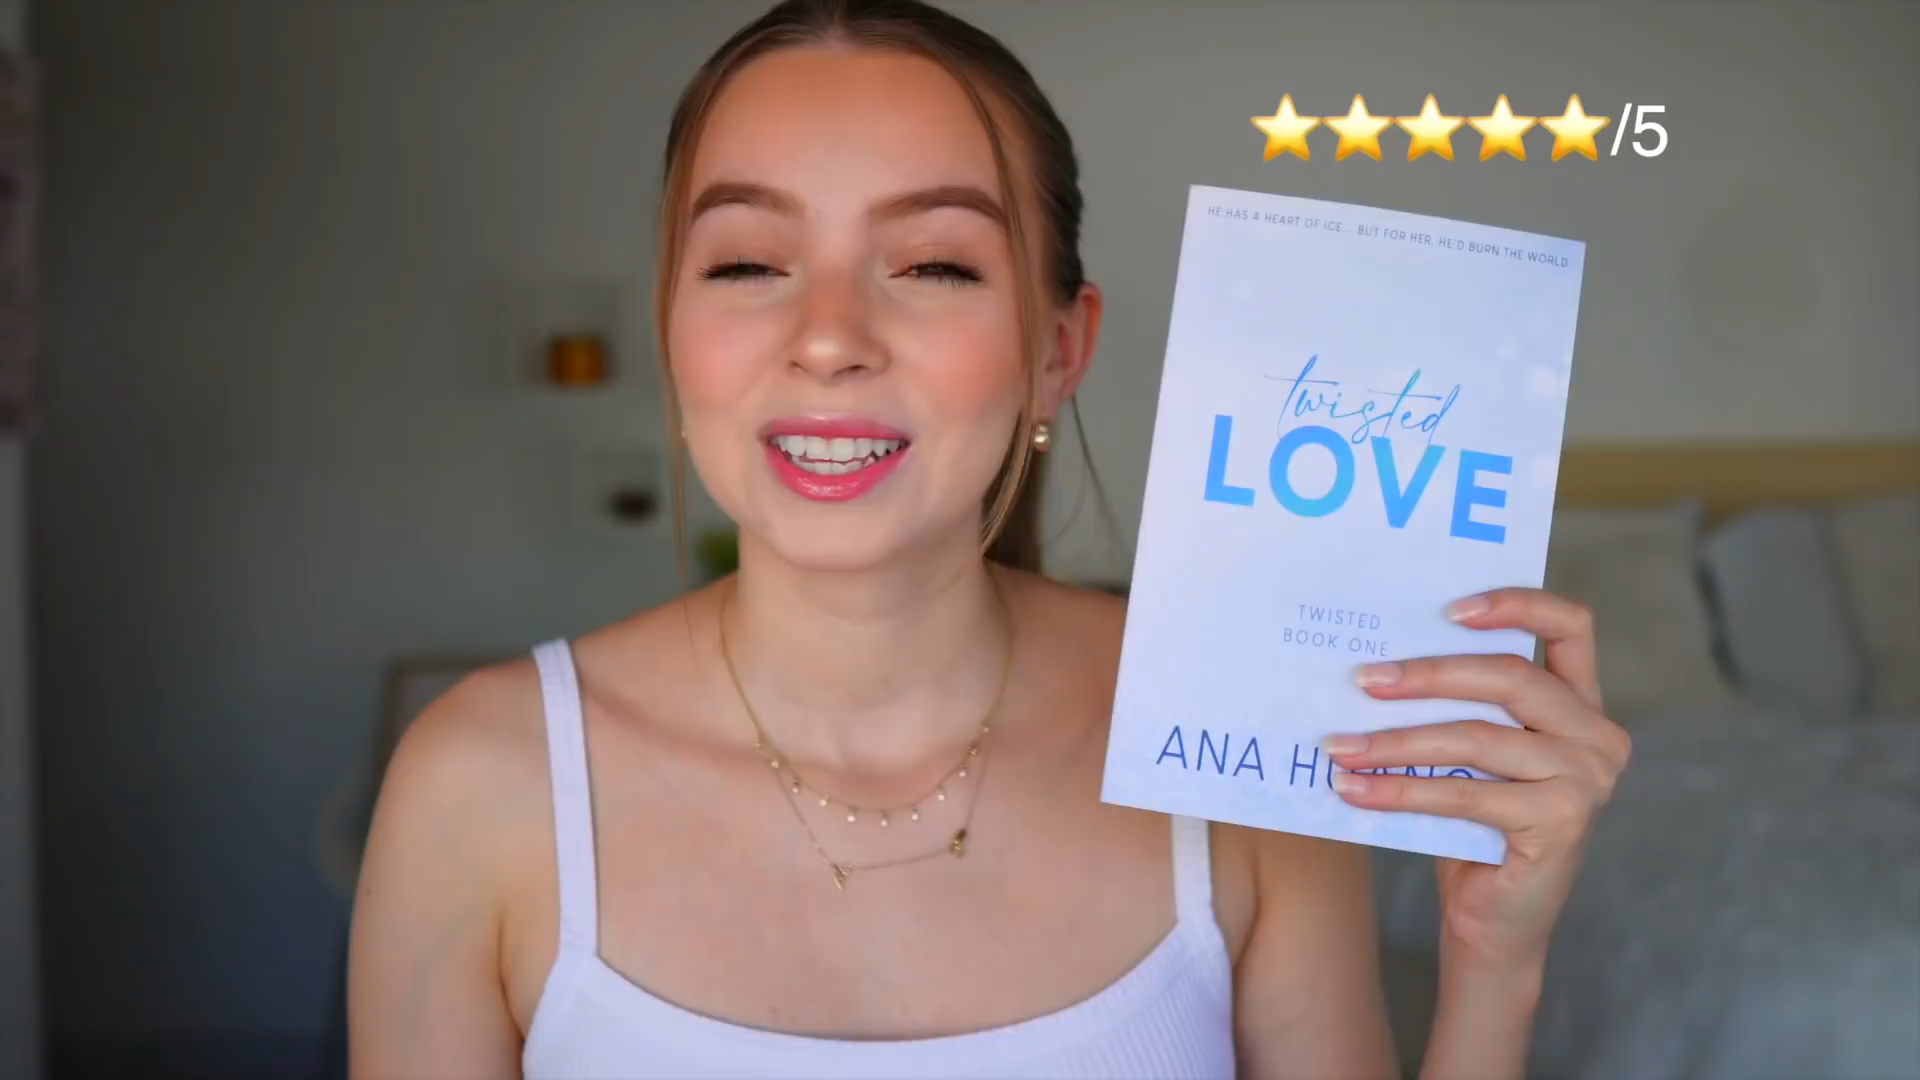 ⭐⭐⭐⭐⭐/5
HE HAS A HEART OF ICE... BUT FOR HER, HE'D BURN THE WORLD.
twisted
LOVE
TWISTED
BOOK ONE
ANA